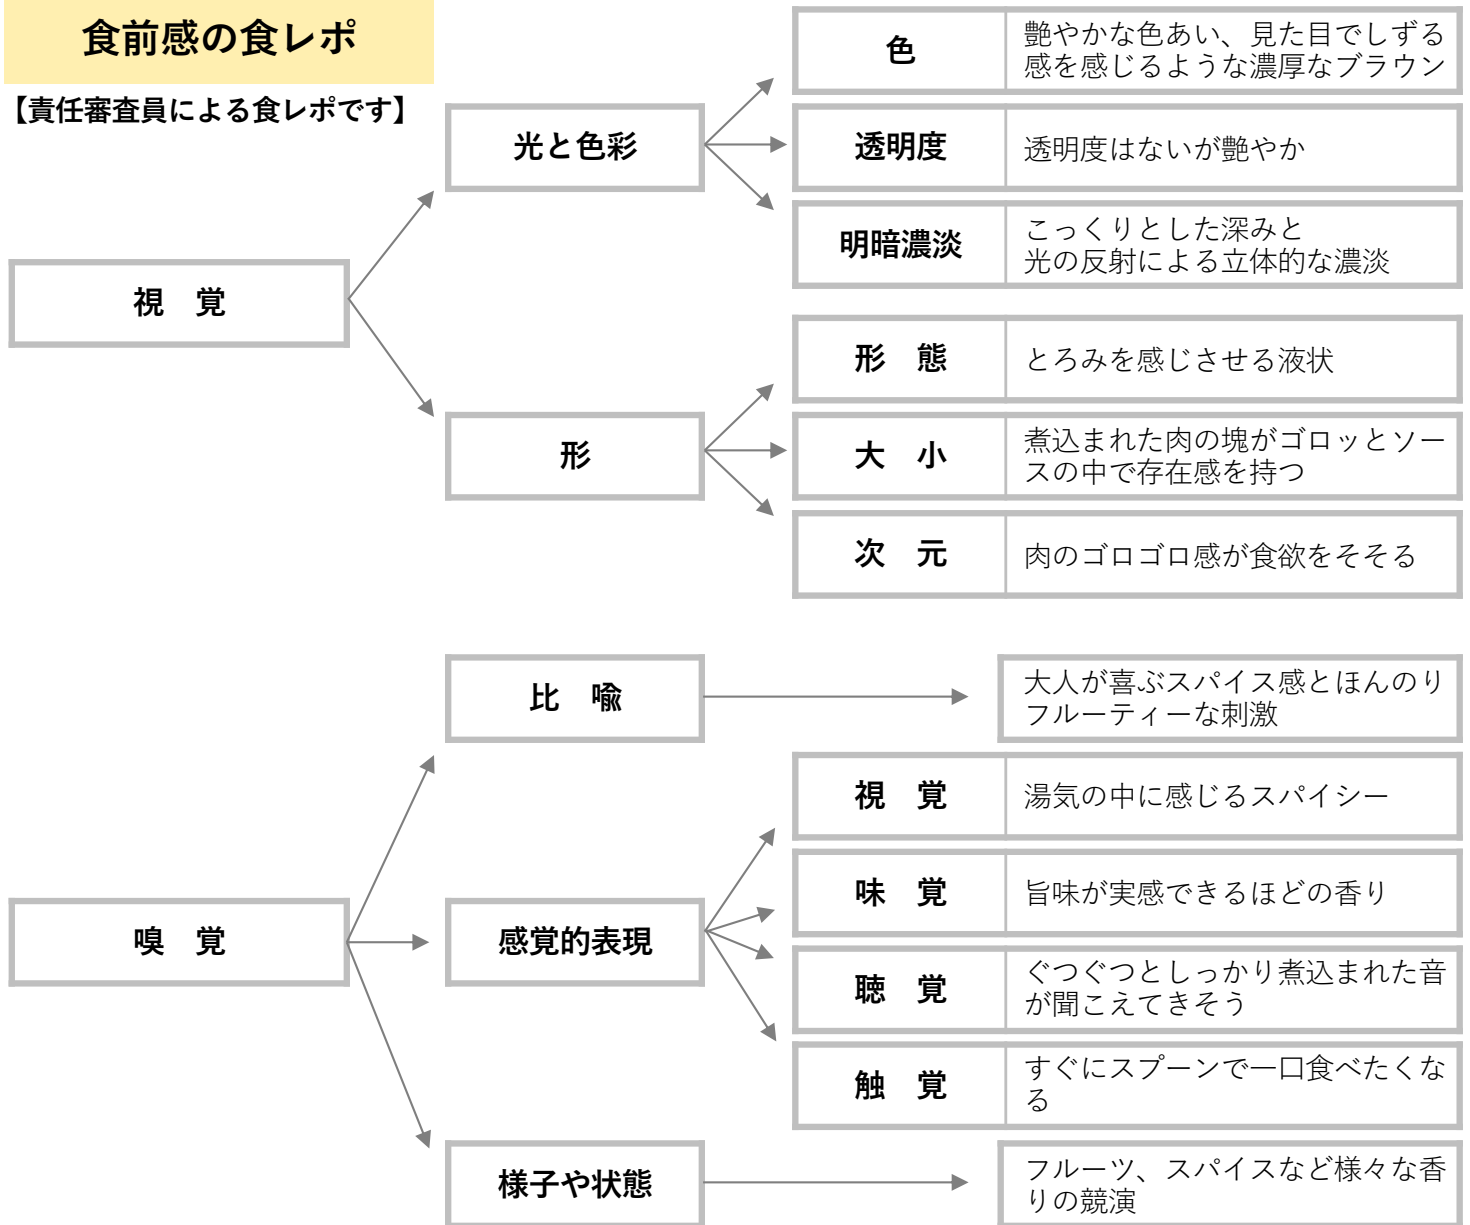 食前感の食レポ
【責任審査員による食レポです】
視　覚
光と色彩
色
艶やかな色あい、見た目でしずる
感を感じるような濃厚なブラウン
透明度
透明度はないが艶やか
明暗濃淡
こっくりとした深みと
光の反射による立体的な濃淡
形
形　態
とろみを感じさせる液状
大　小
煮込まれた肉の塊がゴロッとソー
スの中で存在感を持つ
次　元
肉のゴロゴロ感が食欲をそそる
嗅　覚
比　喩
大人が喜ぶスパイス感とほんのり
フルーティーな刺激
感覚的表現
視　覚
湯気の中に感じるスパイシー
味　覚
旨味が実感できるほどの香り
聴　覚
ぐつぐつとしっかり煮込まれた音
が聞こえてきそう
触　覚
すぐにスプーンで一口食べたくな
る
様子や状態
フルーツ、スパイスなど様々な香
りの競演